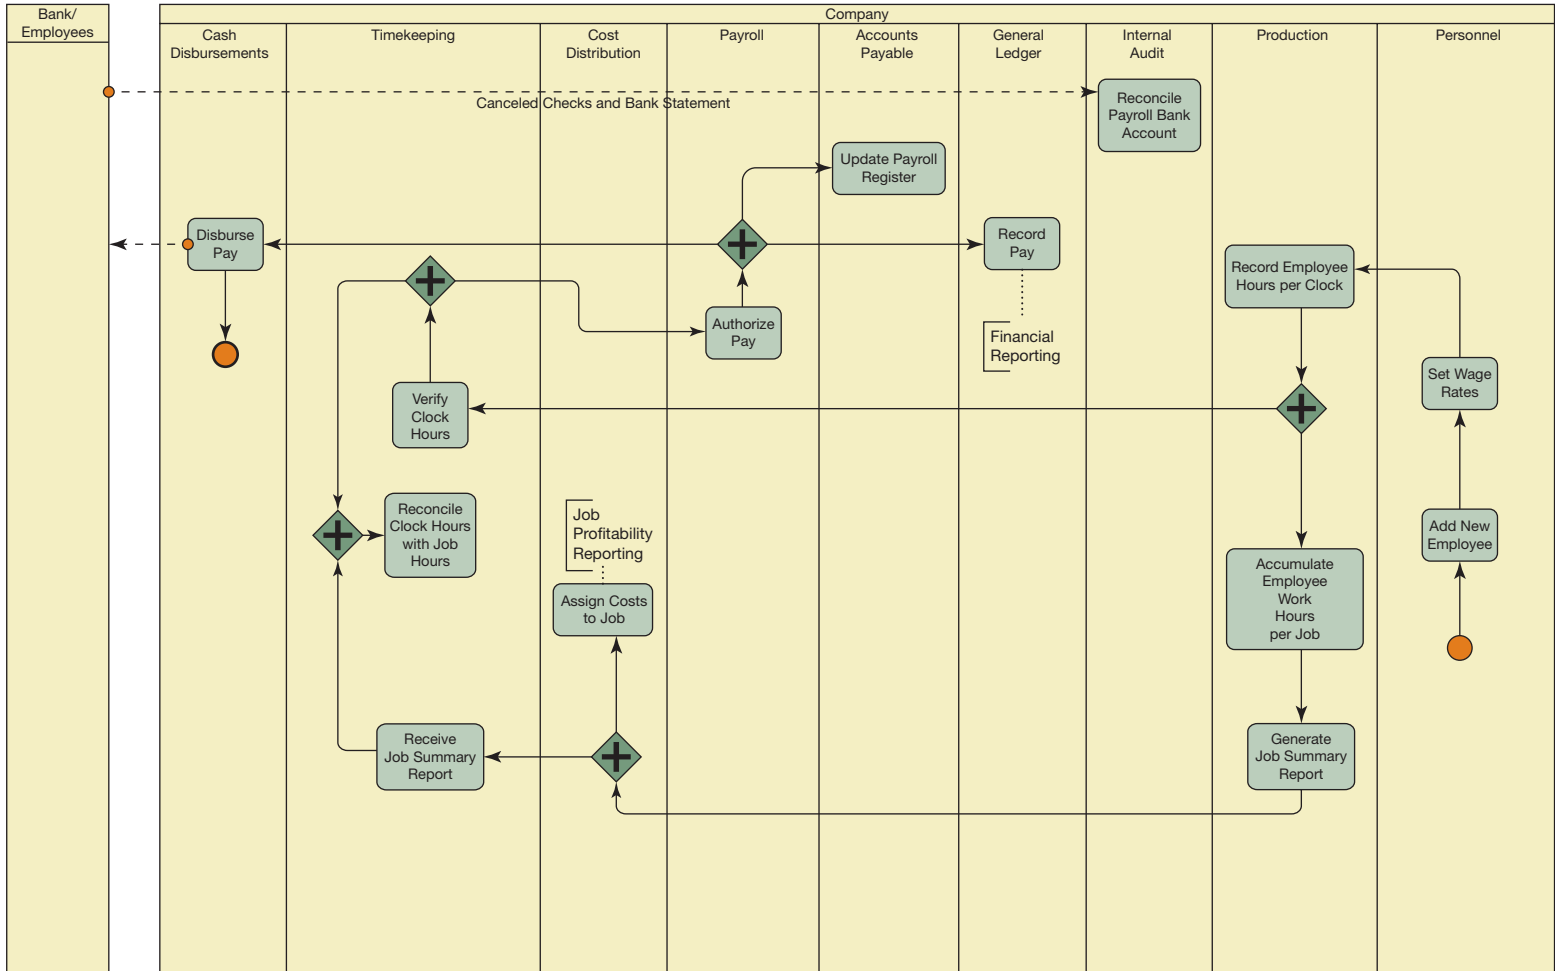 Bank/
Employees
Company
Cash
Disbursements
Timekeeping
Cost
Distribution
Payroll
Accounts
Payable
General
Ledger
Internal
Audit
Production
Personnel
Canceled Checks and Bank Statement
Reconcile
Payroll Bank
Account
Update Payroll
Register
Disburse
Pay
Record
Pay
Record Employee
Hours per Clock
Authorize
Pay
Financial
Reporting
Set Wage
Rates
Verify
Clock
Hours
Reconcile
Clock Hours
with Job
Hours
Job
Profitability
Reporting
Add New
Employee
Assign Costs
to Job
Accumulate
Employee
Work
Hours
per Job
Receive
Job Summary
Report
Generate
Job Summary
Report